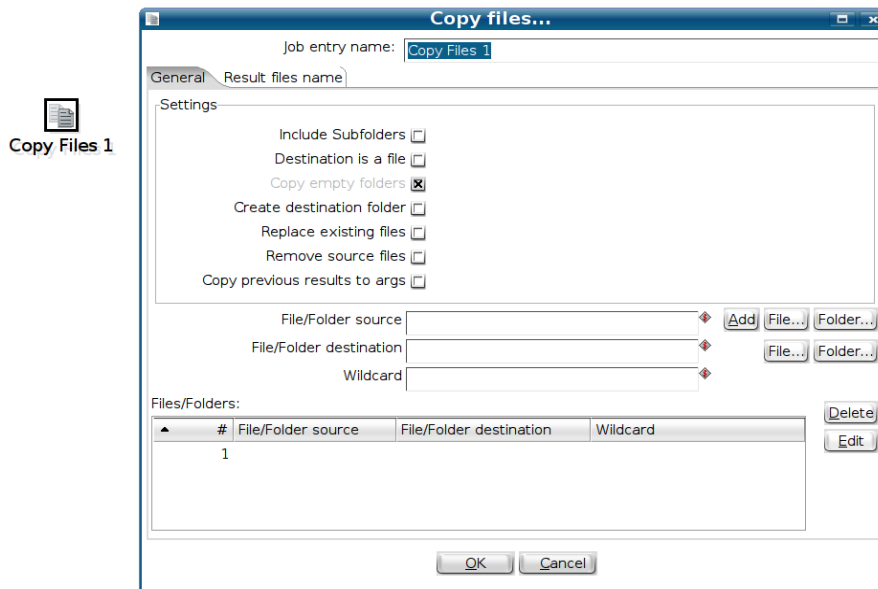 Copy files...
Job entry name: Copy Files 1
General Result files name
Settings
Include Subfolders
Destination is a file
Copy Files 1
Copy empty folders
Create destination folder
Replace existing files
Remove source files
Copy previous results to args
File/Folder source Add File... Folder...
File/Folder destination File... Folder...
Wildcard
Files/Folders:
Delete
# File/Folder source File/Folder destination Wildcard
Edit
1
OK Cancel